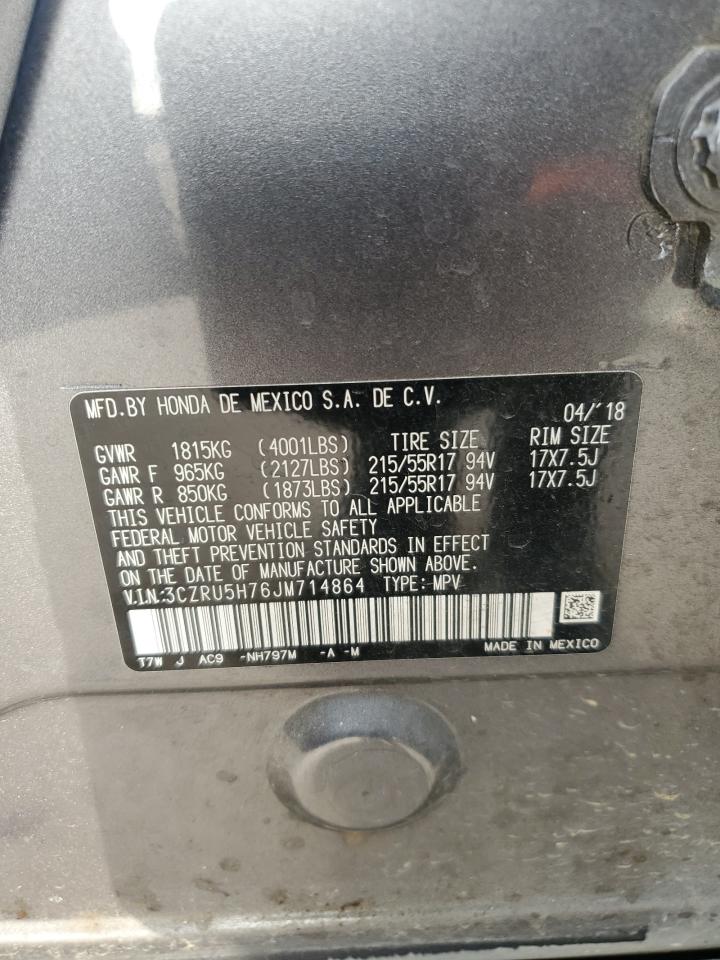 MFD.BY HONDA DE MEXICO S.A. DE C.V.
04/'18
GVWR 1815KG (4001LBS) TIRE SIZE RIM SIZE
GAWR F 965KG (2127LBS) 215/55R17 94V 17X7.5J
GAWR R 850KG (1873LBS) 215/55R17 94V 17X7.5J
THIS VEHICLE CONFORMS TO ALL APPLICABLE
FEDERAL MOTOR VEHICLE SAFETY
AND THEFT PREVENTION STANDARDS IN EFFECT
ON THE DATE OF MANUFACTURE SHOWN ABOVE.
V.I.N.:3CZRU5H76JM714864 TYPE:MPV
T7W J AC9 -NH797M -A -M MADE IN MEXICO